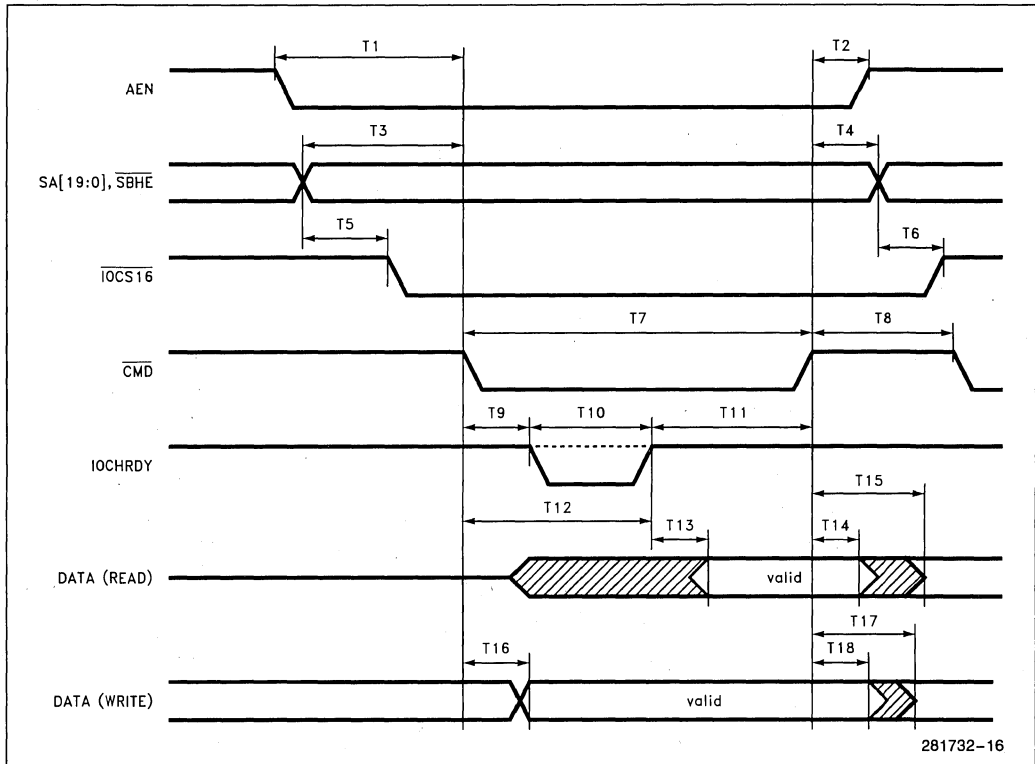 T1
T2
AEN
T3
T4
SA[19:0], SBHE
T5
T6
IOCS16
T7
T8
CMD
T9
T10
T11
IOCHRDY
T12
T13
T14
T15
DATA (READ)
valid
T16
T17
T18
DATA (WRITE)
valid
281732-16